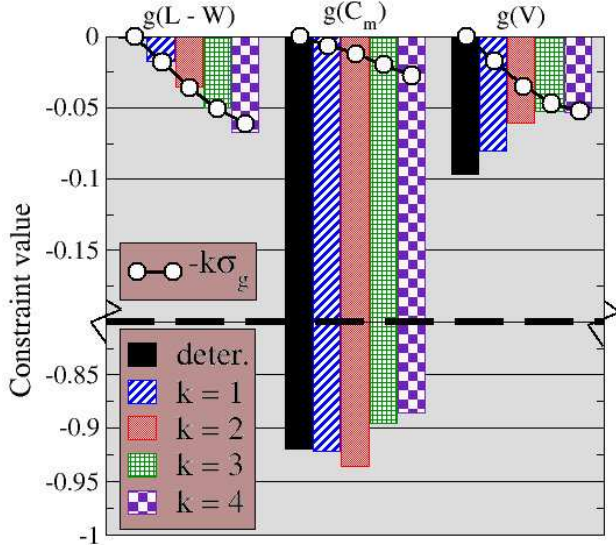 g(L - W) g(C_m) g(V)
0
-0.05
-0.1
-0.15
-0.85
-0.9
-0.95
-1
Constraint value
-kσ_g
deter.
k = 1
k = 2
k = 3
k = 4